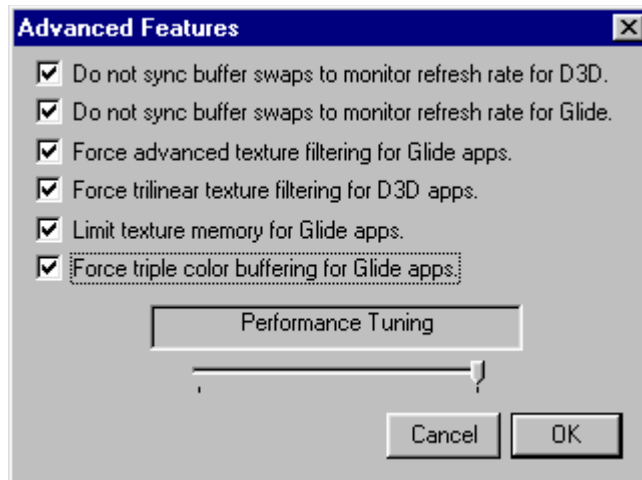 Advanced Features
Do not sync buffer swaps to monitor refresh rate for D3D.
Do not sync buffer swaps to monitor refresh rate for Glide.
Force advanced texture filtering for Glide apps.
Force trilinear texture filtering for D3D apps.
Limit texture memory for Glide apps.
Force triple color buffering for Glide apps.
Performance Tuning
Cancel OK